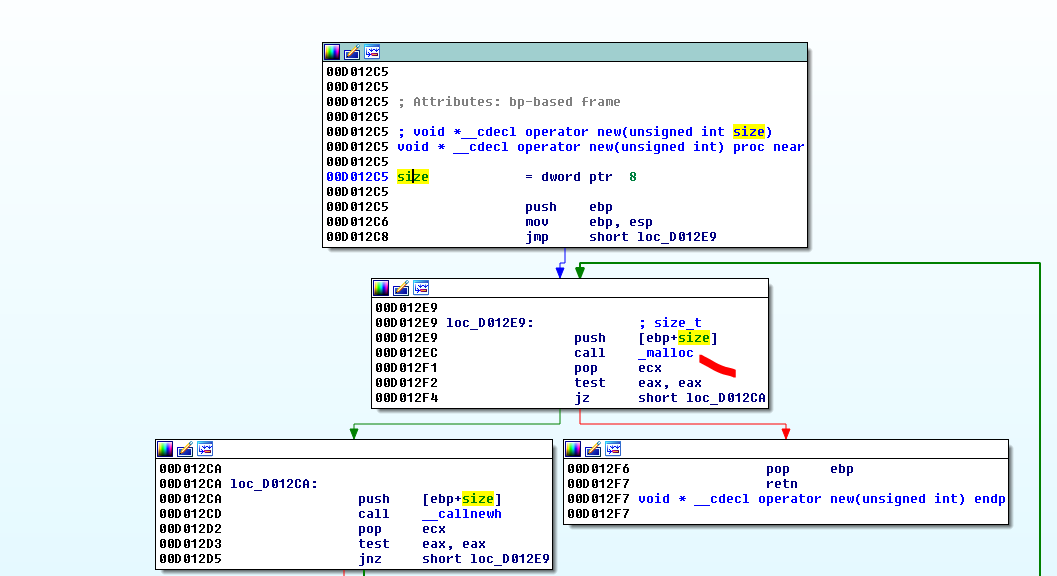 00D012C5
00D012C5
00D012C5 ; Attributes: bp-based frame
00D012C5
00D012C5 ; void *__cdecl operator new(unsigned int size)
00D012C5 void * __cdecl operator new(unsigned int) proc near
00D012C5
00D012C5 size = dword ptr 8
00D012C5
00D012C5 push ebp
00D012C6 mov ebp, esp
00D012C8 jmp short loc_D012E9
00D012E9
00D012E9 loc_D012E9: ; size_t
00D012E9 push [ebp+size]
00D012EC call _malloc
00D012F1 pop ecx
00D012F2 test eax, eax
00D012F4 jz short loc_D012CA
00D012CA
00D012CA loc_D012CA:
00D012CA push [ebp+size]
00D012CD call __callnewh
00D012D2 pop ecx
00D012D3 test eax, eax
00D012D5 jnz short loc_D012E9
00D012F6 pop ebp
00D012F7 retn
00D012F7 void * __cdecl operator new(unsigned int) endp
00D012F7